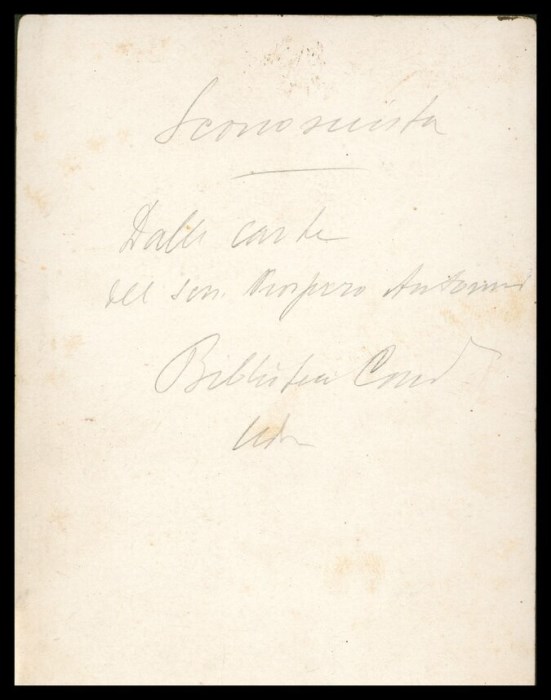 Sconosciuta
Dalle carte
del sen. Prospero Antonini
Biblioteca Com